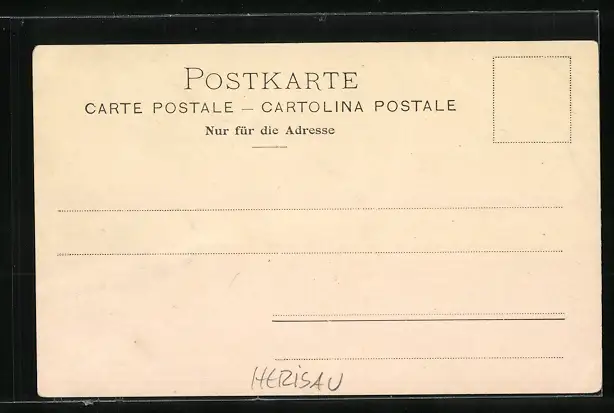 POSTKARTE
CARTE POSTALE — CARTOLINA POSTALE
Nur für die Adresse
HERISAU